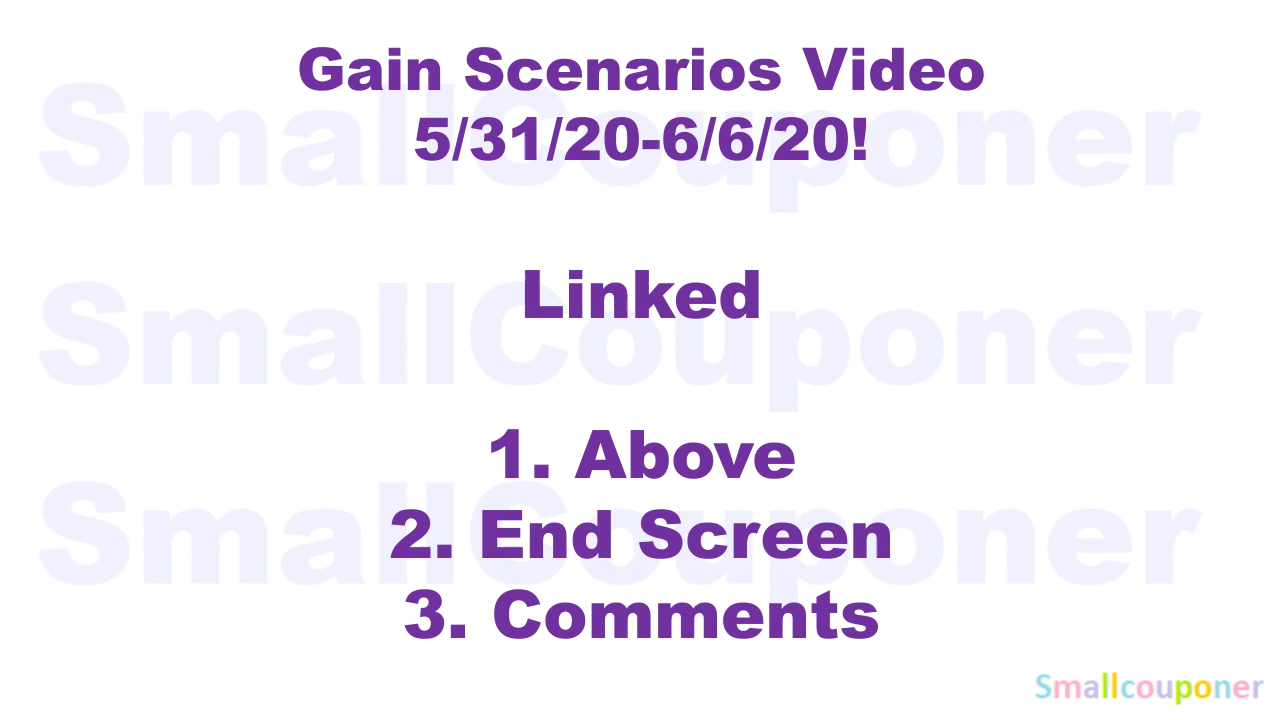 Gain Scenarios Video
5/31/20-6/6/20!
SmallCouponer
Linked
SmallCouponer
1. Above
2. End Screen
SmallCouponer
3. Comments
Smallcouponer